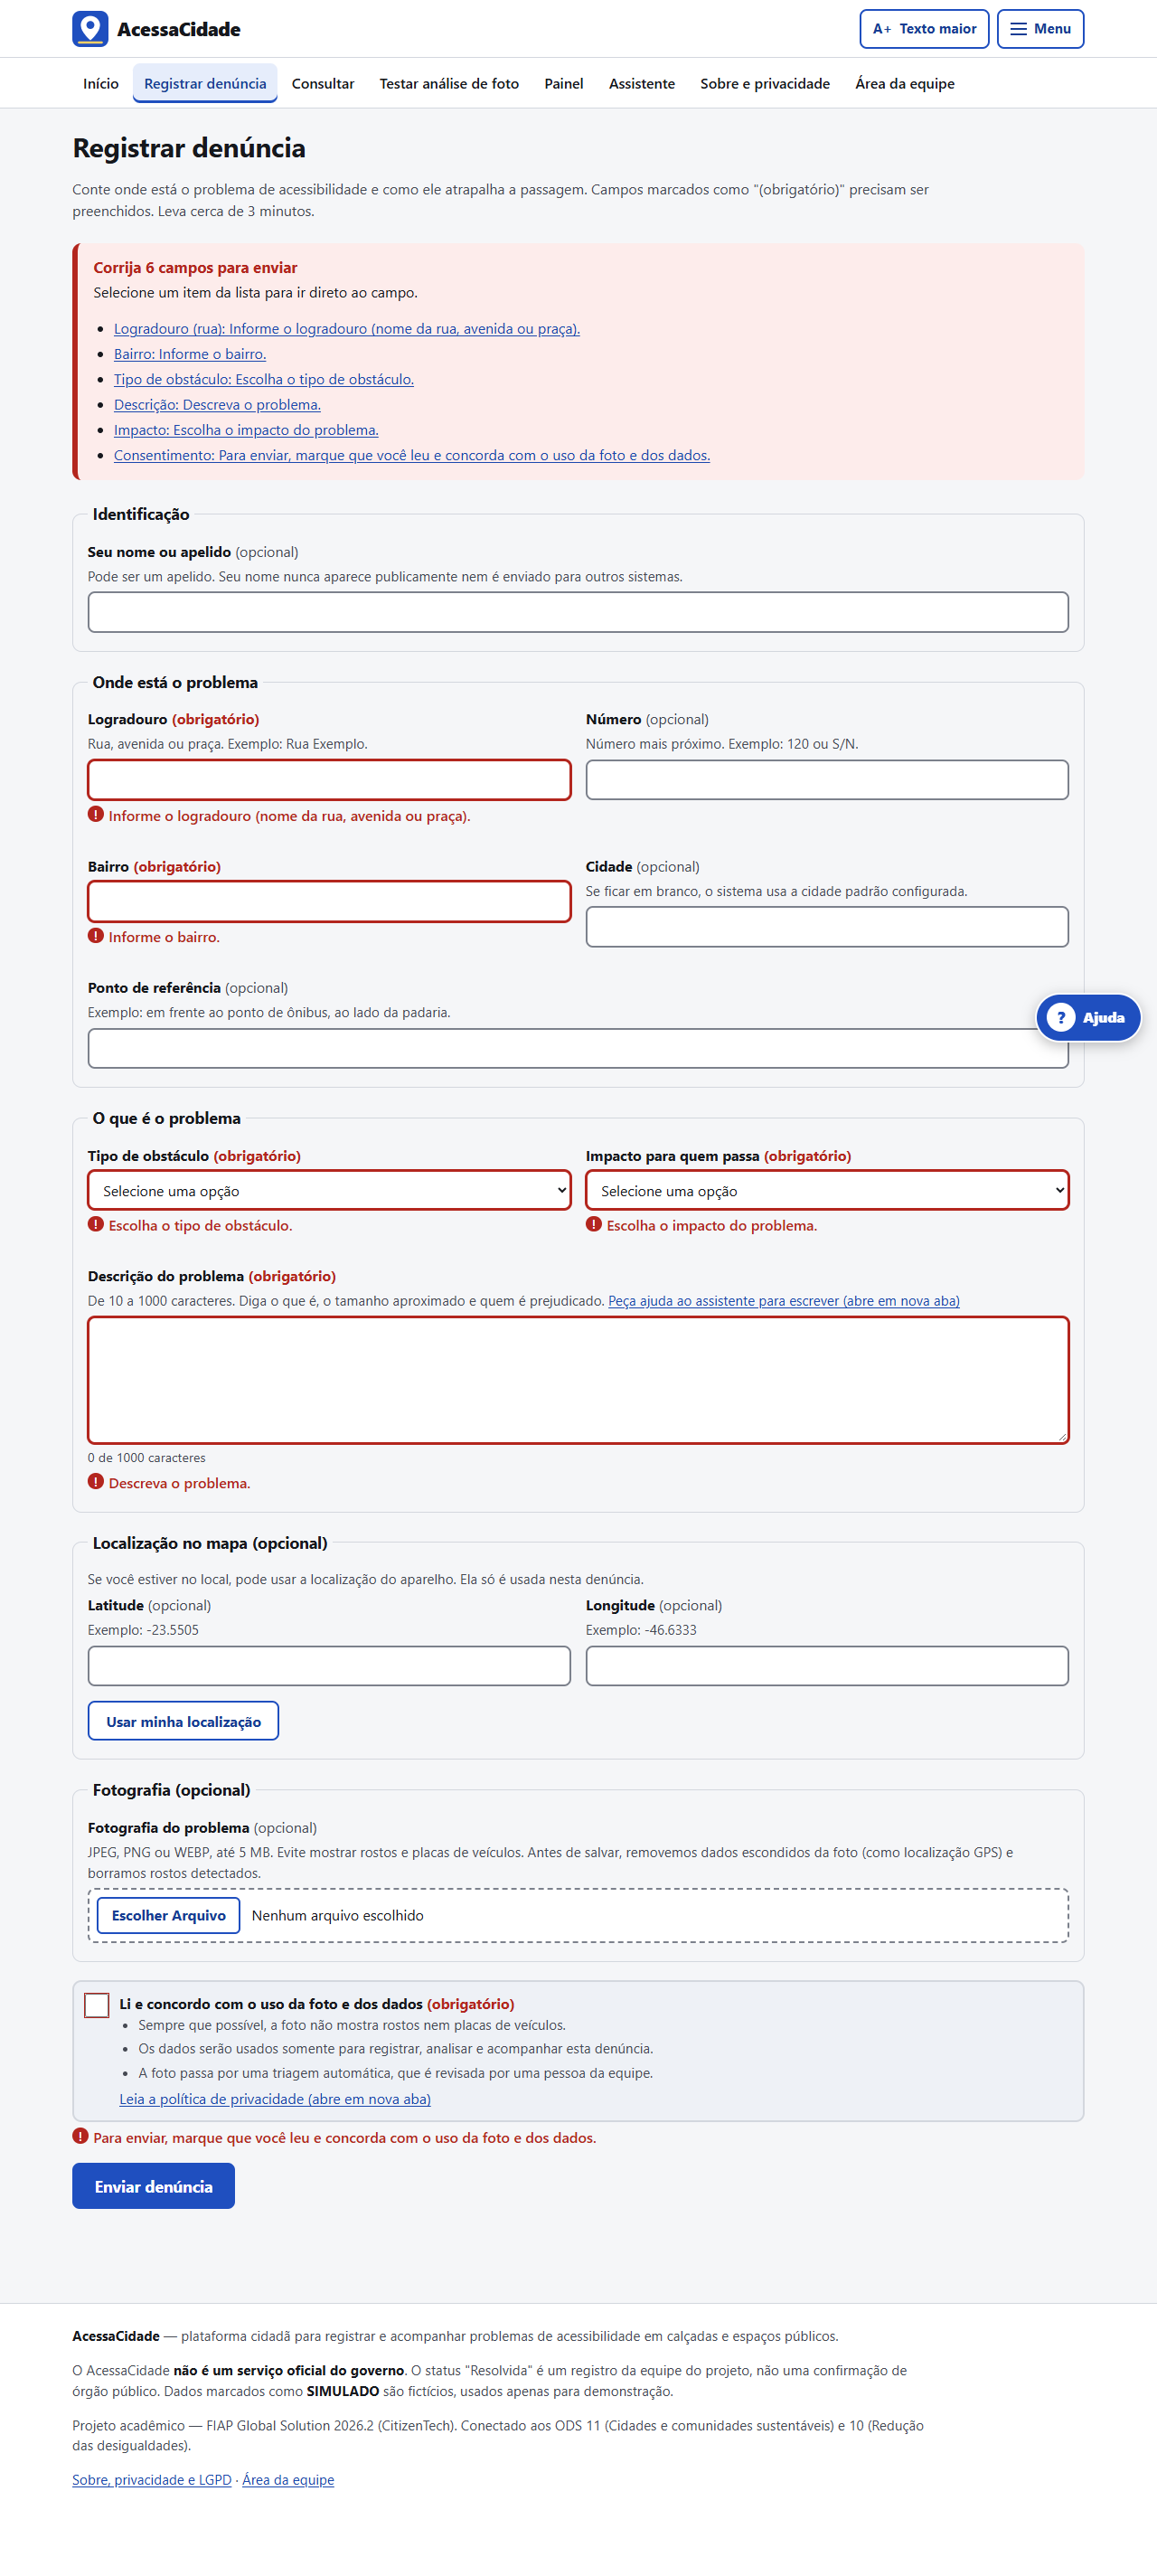 AcessaCidade
A+ Texto maior
Menu
Início
Registrar denúncia
Consultar
Testar análise de foto
Painel
Assistente
Sobre e privacidade
Área da equipe
Registrar denúncia
Conte onde está o problema de acessibilidade e como ele atrapalha a passagem. Campos marcados como "(obrigatório)" precisam ser
preenchidos. Leva cerca de 3 minutos.
Corrija 6 campos para enviar
Selecione um item da lista para ir direto ao campo.
Logradouro (rua): Informe o logradouro (nome da rua, avenida ou praça).
Bairro: Informe o bairro.
Tipo de obstáculo: Escolha o tipo de obstáculo.
Descrição: Descreva o problema.
Impacto: Escolha o impacto do problema.
Consentimento: Para enviar, marque que você leu e concorda com o uso da foto e dos dados.
Identificação
Seu nome ou apelido (opcional)
Pode ser um apelido. Seu nome nunca aparece publicamente nem é enviado para outros sistemas.
Onde está o problema
Logradouro (obrigatório)
Rua, avenida ou praça. Exemplo: Rua Exemplo.
! Informe o logradouro (nome da rua, avenida ou praça).
Número (opcional)
Número mais próximo. Exemplo: 120 ou S/N.
Bairro (obrigatório)
! Informe o bairro.
Cidade (opcional)
Se ficar em branco, o sistema usa a cidade padrão configurada.
Ponto de referência (opcional)
Exemplo: em frente ao ponto de ônibus, ao lado da padaria.
? Ajuda
O que é o problema
Tipo de obstáculo (obrigatório)
Selecione uma opção
! Escolha o tipo de obstáculo.
Impacto para quem passa (obrigatório)
Selecione uma opção
! Escolha o impacto do problema.
Descrição do problema (obrigatório)
De 10 a 1000 caracteres. Diga o que é, o tamanho aproximado e quem é prejudicado. Peça ajuda ao assistente para escrever (abre em nova aba)
0 de 1000 caracteres
! Descreva o problema.
Localização no mapa (opcional)
Se você estiver no local, pode usar a localização do aparelho. Ela só é usada nesta denúncia.
Latitude (opcional)
Exemplo: -23.5505
Longitude (opcional)
Exemplo: -46.6333
Usar minha localização
Fotografia (opcional)
Fotografia do problema (opcional)
JPEG, PNG ou WEBP, até 5 MB. Evite mostrar rostos e placas de veículos. Antes de salvar, removemos dados escondidos da foto (como localização GPS) e
borramos rostos detectados.
Escolher Arquivo Nenhum arquivo escolhido
Li e concordo com o uso da foto e dos dados (obrigatório)
Sempre que possível, a foto não mostra rostos nem placas de veículos.
Os dados serão usados somente para registrar, analisar e acompanhar esta denúncia.
A foto passa por uma triagem automática, que é revisada por uma pessoa da equipe.
Leia a política de privacidade (abre em nova aba)
! Para enviar, marque que você leu e concorda com o uso da foto e dos dados.
Enviar denúncia
AcessaCidade — plataforma cidadã para registrar e acompanhar problemas de acessibilidade em calçadas e espaços públicos.
O AcessaCidade não é um serviço oficial do governo. O status "Resolvida" é um registro da equipe do projeto, não uma confirmação de
órgão público. Dados marcados como SIMULADO são fictícios, usados apenas para demonstração.
Projeto acadêmico — FIAP Global Solution 2026.2 (CitizenTech). Conectado aos ODS 11 (Cidades e comunidades sustentáveis) e 10 (Redução
das desigualdades).
Sobre, privacidade e LGPD · Área da equipe